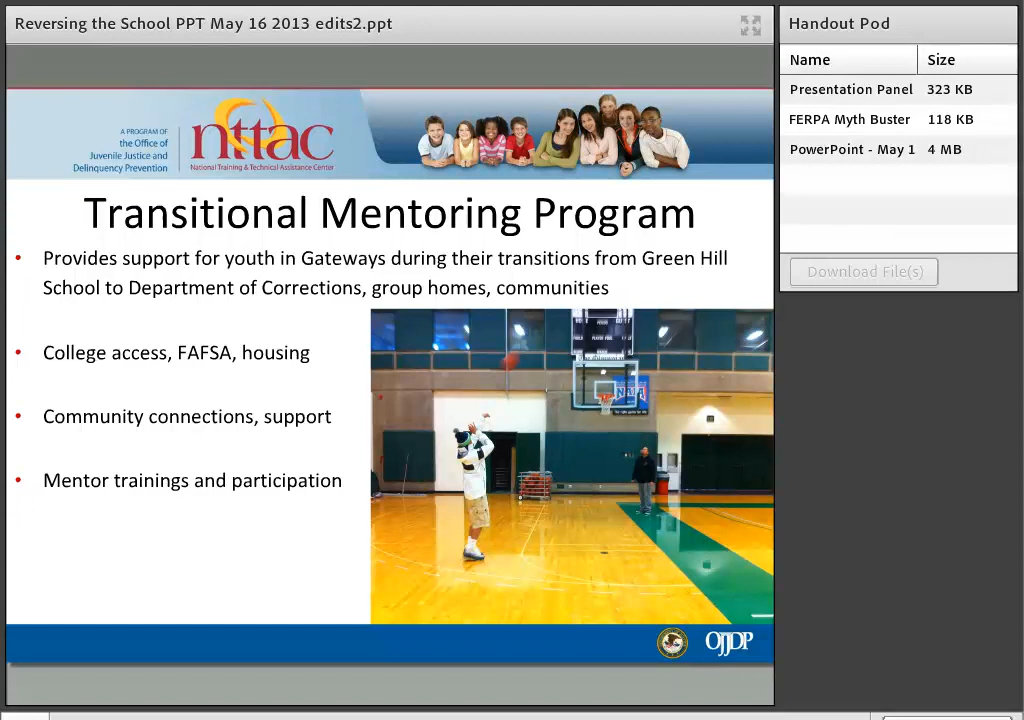 Reversing the School PPT May 16 2013 edits2.ppt
A PROGRAM OF
the Office of
Juvenile Justice and
Delinquency Prevention
nttac
National Training & Technical Assistance Center
Transitional Mentoring Program
• Provides support for youth in Gateways during their transitions from Green Hill
School to Department of Corrections, group homes, communities
• College access, FAFSA, housing
• Community connections, support
• Mentor trainings and participation
OJJDP
Handout Pod
Name Size
Presentation Panel 323 KB
FERPA Myth Buster 118 KB
PowerPoint - May 1 4 MB
Download File(s)